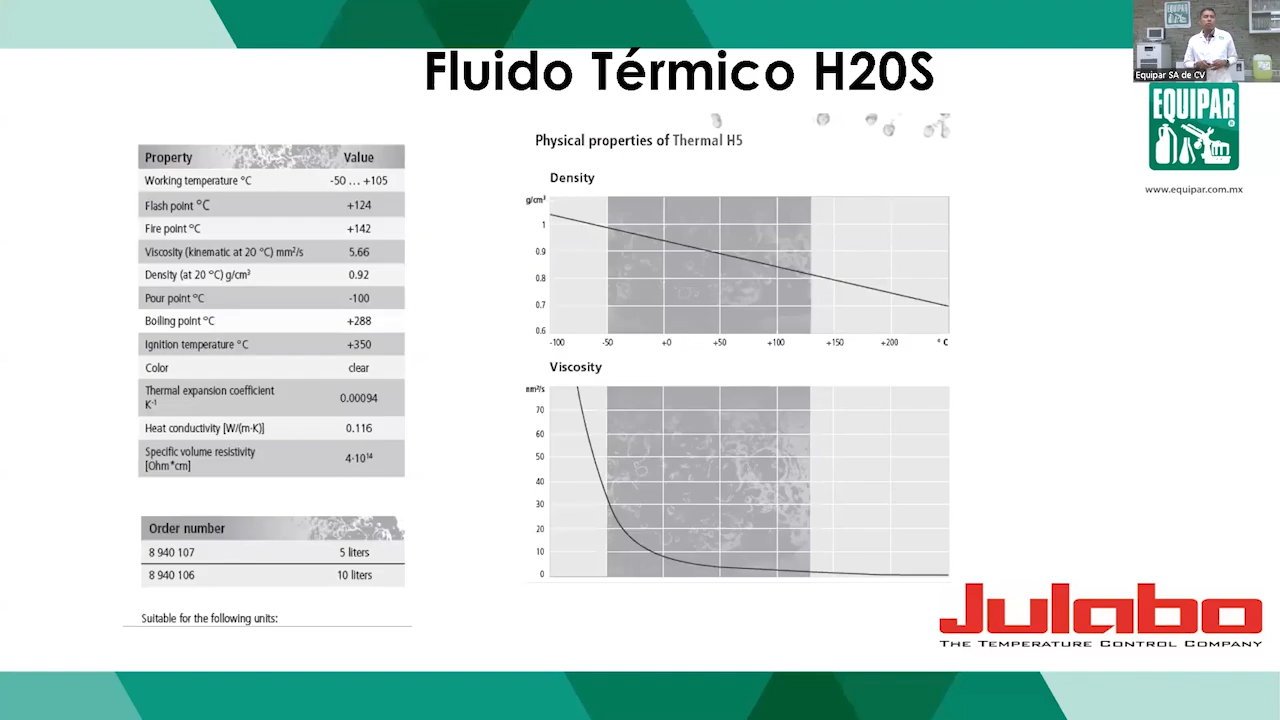 Fluido Térmico H20S
Equipar SA de CV
EQUIPAR
www.equipar.com.mx
Property Value
Working temperature °C -50 … +105
Flash point °C +124
Fire point °C +142
Viscosity (kinematic at 20 °C) mm²/s 5.66
Density (at 20 °C) g/cm³ 0.92
Pour point °C -100
Boiling point °C +288
Ignition temperature °C +350
Color clear
Thermal expansion coefficient
K⁻¹ 0.00094
Heat conductivity [W/(m·K)] 0.116
Specific volume resistivity
[Ohm*cm] 4·10¹⁴
Order number
8 940 107 5 liters
8 940 106 10 liters
Suitable for the following units:
Physical properties of Thermal H5
Density
g/cm³
1
0.9
0.8
0.7
0.6
-100 -50 +0 +50 +100 +150 +200 ° C
Viscosity
mm²/s
70
60
50
40
30
20
10
0
Julabo
THE TEMPERATURE CONTROL COMPANY